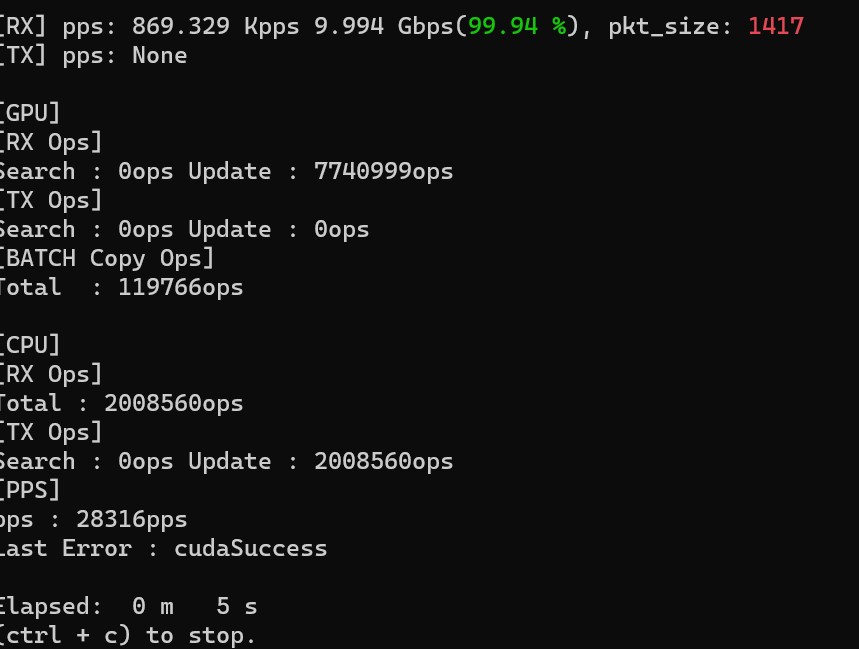 [RX] pps: 869.329 Kpps 9.994 Gbps(99.94 %), pkt_size: 1417
[TX] pps: None
[GPU]
[RX Ops]
Search : 0ops Update : 7740999ops
[TX Ops]
Search : 0ops Update : 0ops
[BATCH Copy Ops]
Total  : 119766ops
[CPU]
[RX Ops]
Total : 2008560ops
[TX Ops]
Search : 0ops Update : 2008560ops
[PPS]
pps : 28316pps
Last Error : cudaSuccess
Elapsed:  0 m   5 s
(ctrl + c) to stop.